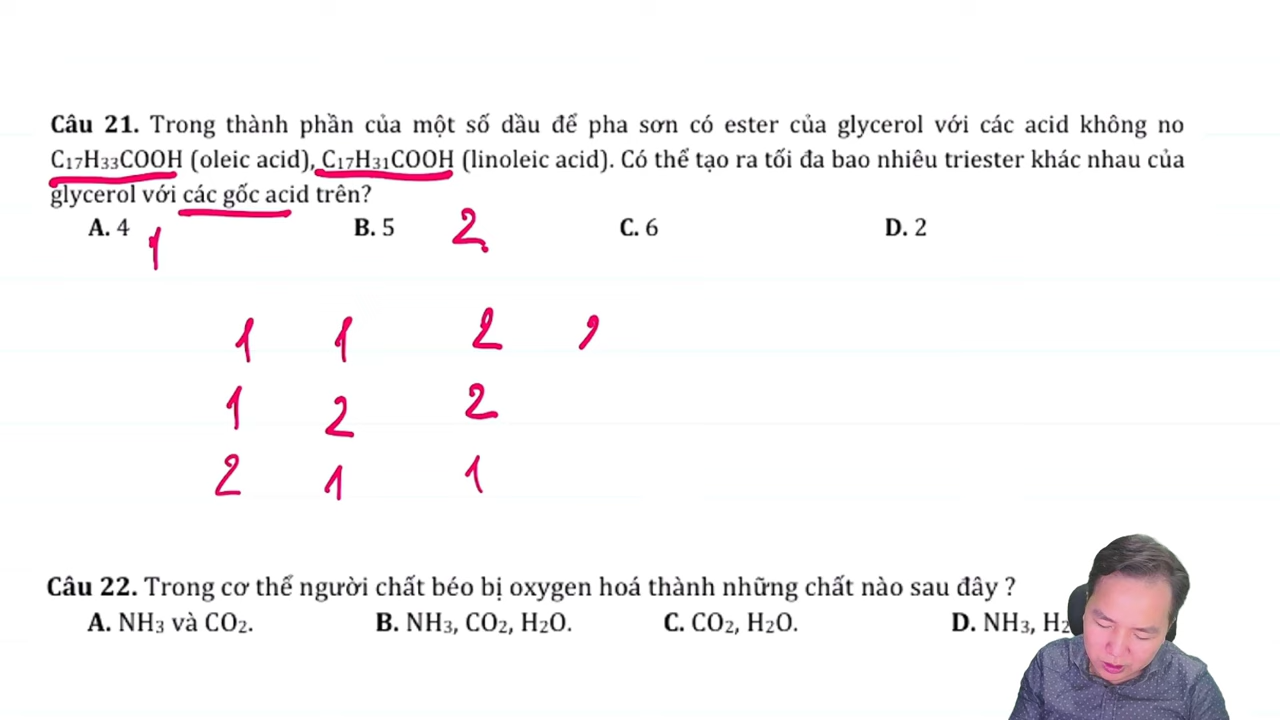 Câu 21. Trong thành phần của một số dầu để pha sơn có ester của glycerol với các acid không no
C₁₇H₃₃COOH (oleic acid), C₁₇H₃₁COOH (linoleic acid). Có thể tạo ra tối đa bao nhiêu triester khác nhau của
glycerol với các gốc acid trên?
A. 4 B. 5 C. 6 D. 2
1 2
1 1 2
1 2 2
2 1 1
Câu 22. Trong cơ thể người chất béo bị oxygen hoá thành những chất nào sau đây ?
A. NH₃ và CO₂. B. NH₃, CO₂, H₂O. C. CO₂, H₂O. D. NH₃,